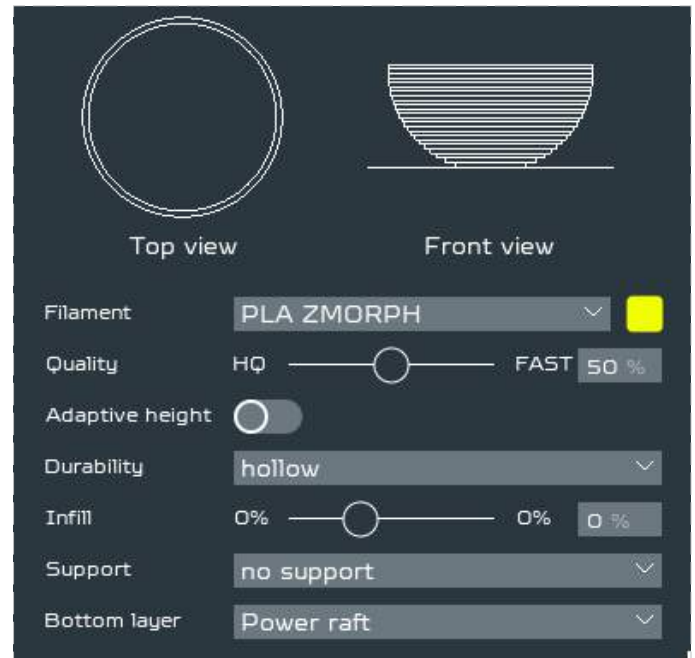 Top view Front view
Filament PLA ZMORPH
Quality HQ FAST 50 %
Adaptive height
Durability hollow
Infill 0% 0% 0 %
Support no support
Bottom layer Power raft